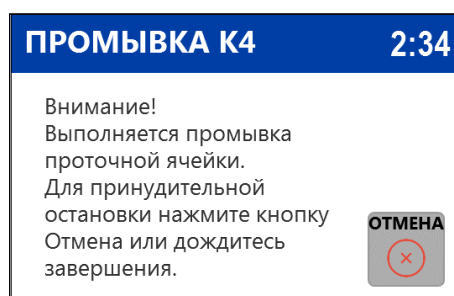 ПРОМЫВКА К4 2:34
Внимание!
Выполняется промывка
проточной ячейки.
Для принудительной
остановки нажмите кнопку
Отмена или дождитесь
завершения.
ОТМЕНА